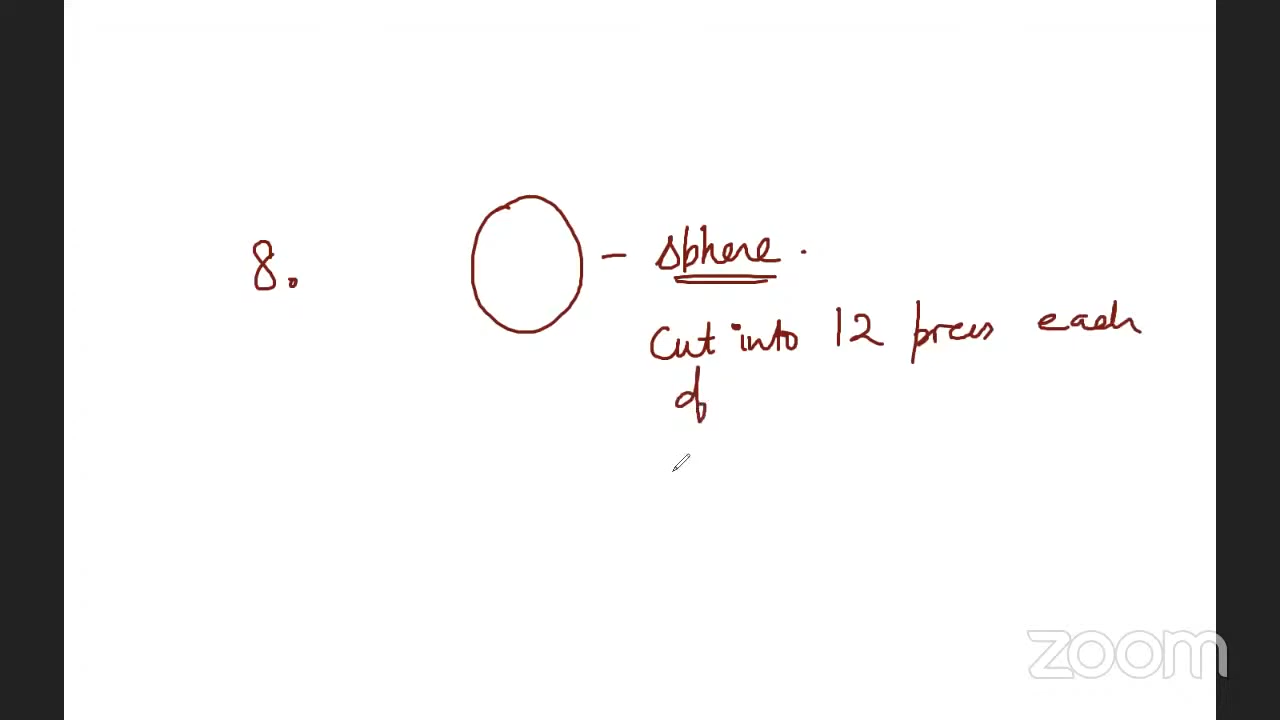 8.
- sphere.
Cut into 12 pieces each
of
zoom